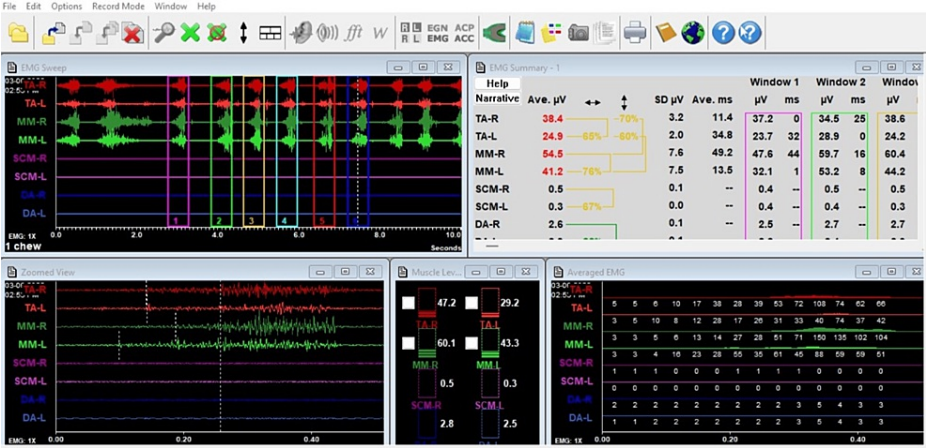 File Edit Options Record Mode Window Help
fft W R L EGN ACP
R L EMG ACC
EMG Sweep
TA-R
TA-L
MM-R
MM-L
SCM-R
SCM-L
DA-R
DA-L
1 2 3 4 5
EMG: 1X 0.0 2.0 4.0 6.0 8.0 10.0
1 chew Seconds
EMG Summary - 1
Help Window 1 Window 2 Window
Narrative Ave. µV SD µV Ave. ms µV ms µV ms µV
TA-R 38.4 70% 3.2 11.4 37.2 0 34.5 25 38.6
TA-L 24.9 65% 60% 2.0 34.8 23.7 32 28.9 0 24.2
MM-R 54.5 7.6 49.2 47.6 44 59.7 16 60.4
MM-L 41.2 76% 7.5 13.5 32.1 1 53.2 8 44.2
SCM-R 0.5 0.1 -- 0.4 -- 0.5 -- 0.5
SCM-L 0.3 67% 0.1 -- 0.4 -- 0.0 -- 0.3
DA-R 2.6 0.1 -- 2.5 -- 2.7 -- 2.7
Zoomed View
TA-R
TA-L
MM-R
MM-L
SCM-R
SCM-L
DA-R
DA-L
EMG: 1X 0.00 0.20 0.40
Muscle Lev...
47.2 29.2
TA-R TA-L
60.1 43.3
MM-R MM-L
0.5 0.3
SCM-R SCM-L
2.8 2.5
Averaged EMG
TA-R
5 5 6 10 17 38 28 39 53 72 108 74 62 66
TA-L
3 5 10 8 12 28 17 26 31 33 40 74 37 42
MM-R
3 3 5 6 13 14 27 28 51 71 150 135 102 104
MM-L
3 3 4 16 23 28 55 35 61 45 88 59 59 51
SCM-R
1 1 1 0 0 0 1 1 1 0 0 0 0 0
SCM-L
0 0 0 0 0 0 0 0 0 0 0 0 0 0
DA-R
2 2 2 2 2 2 2 2 2 3 5 4 3 3
DA-L
1 1 2 2 2 2 2 2 2 3 3 3 3 3
EMG: 1X 0.00 0.20 0.40